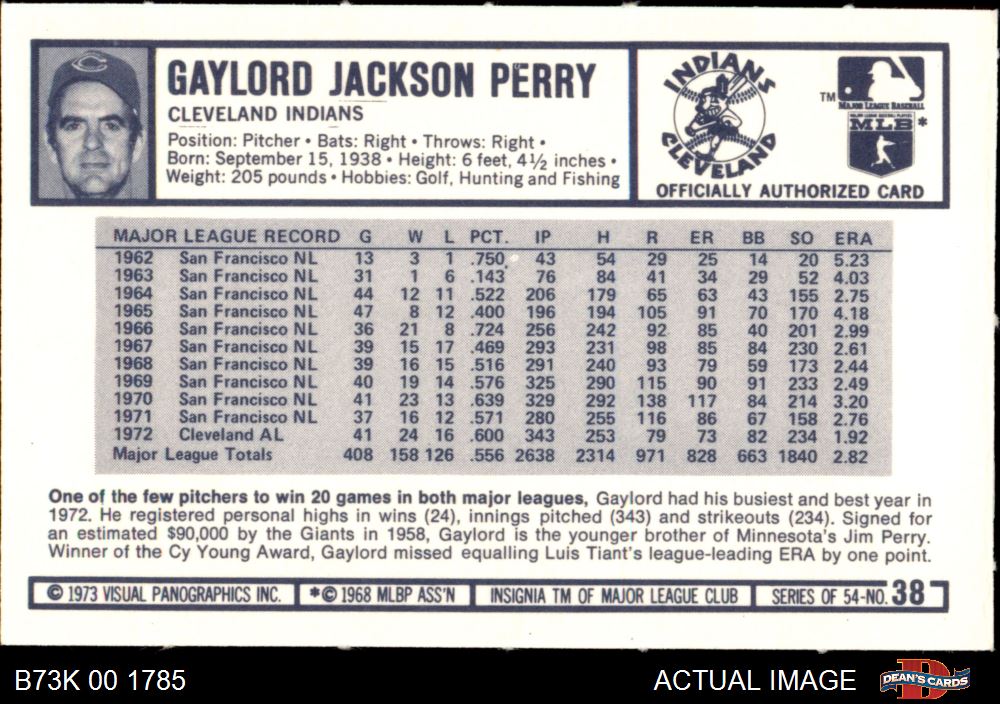 GAYLORD JACKSON PERRY
CLEVELAND INDIANS
Position: Pitcher • Bats: Right • Throws: Right •
Born: September 15, 1938 • Height: 6 feet, 4½ inches •
Weight: 205 pounds • Hobbies: Golf, Hunting and Fishing
C
INDIANS
CLEVELAND
TM
MAJOR LEAGUE BASEBALL
MAJOR LEAGUE BASEBALL PLAYERS
MLB *
OFFICIALLY AUTHORIZED CARD
MAJOR LEAGUE RECORD G W L PCT. IP H R ER BB SO ERA
1962 San Francisco NL 13 3 1 .750 43 54 29 25 14 20 5.23
1963 San Francisco NL 31 1 6 .143 76 84 41 34 29 52 4.03
1964 San Francisco NL 44 12 11 .522 206 179 65 63 43 155 2.75
1965 San Francisco NL 47 8 12 .400 196 194 105 91 70 170 4.18
1966 San Francisco NL 36 21 8 .724 256 242 92 85 40 201 2.99
1967 San Francisco NL 39 15 17 .469 293 231 98 85 84 230 2.61
1968 San Francisco NL 39 16 15 .516 291 240 93 79 59 173 2.44
1969 San Francisco NL 40 19 14 .576 325 290 115 90 91 233 2.49
1970 San Francisco NL 41 23 13 .639 329 292 138 117 84 214 3.20
1971 San Francisco NL 37 16 12 .571 280 255 116 86 67 158 2.76
1972 Cleveland AL 41 24 16 .600 343 253 79 73 82 234 1.92
Major League Totals 408 158 126 .556 2638 2314 971 828 663 1840 2.82
One of the few pitchers to win 20 games in both major leagues, Gaylord had his busiest and best year in
1972. He registered personal highs in wins (24), innings pitched (343) and strikeouts (234). Signed for
an estimated $90,000 by the Giants in 1958, Gaylord is the younger brother of Minnesota's Jim Perry.
Winner of the Cy Young Award, Gaylord missed equalling Luis Tiant's league-leading ERA by one point.
© 1973 VISUAL PANOGRAPHICS INC. *© 1968 MLBP ASS'N INSIGNIA TM OF MAJOR LEAGUE CLUB SERIES OF 54-NO. 38
B73K 00 1785 ACTUAL IMAGE D DEAN'S CARDS